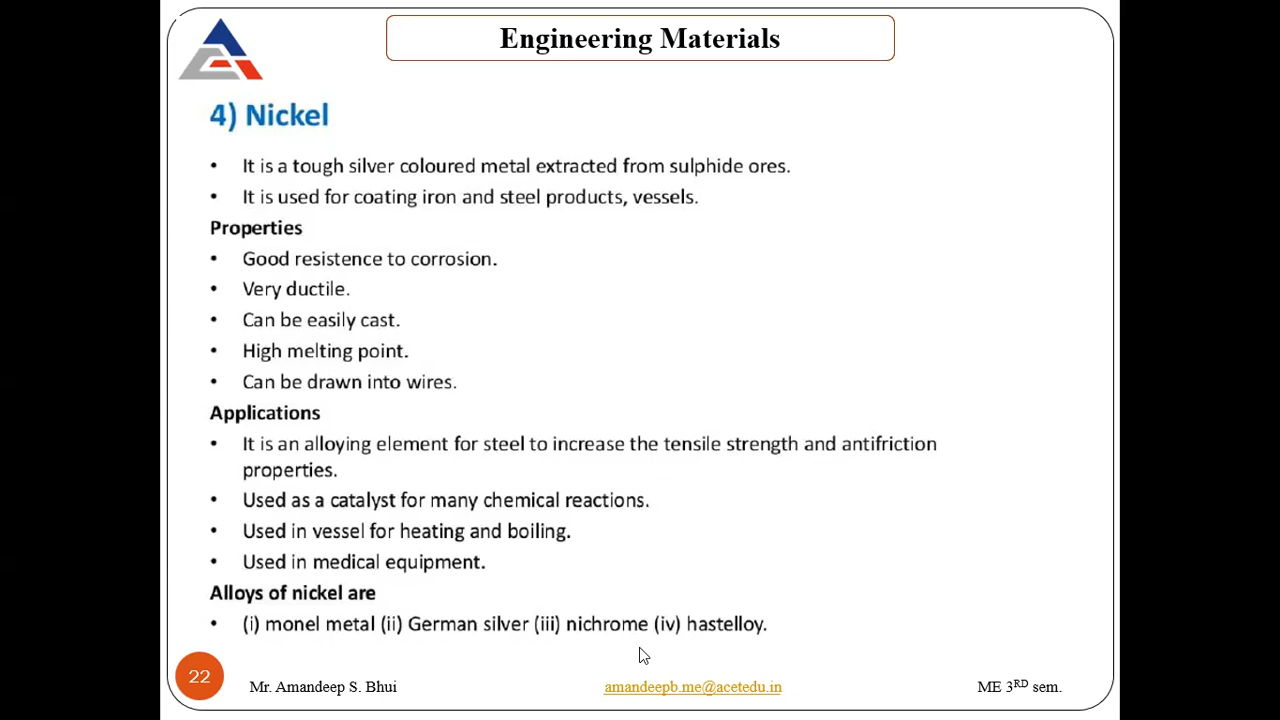 Engineering Materials
4) Nickel
• It is a tough silver coloured metal extracted from sulphide ores.
• It is used for coating iron and steel products, vessels.
Properties
• Good resistence to corrosion.
• Very ductile.
• Can be easily cast.
• High melting point.
• Can be drawn into wires.
Applications
• It is an alloying element for steel to increase the tensile strength and antifriction
properties.
• Used as a catalyst for many chemical reactions.
• Used in vessel for heating and boiling.
• Used in medical equipment.
Alloys of nickel are
• (i) monel metal (ii) German silver (iii) nichrome (iv) hastelloy.
22 Mr. Amandeep S. Bhui amandeepb.me@acetedu.in ME 3RD sem.